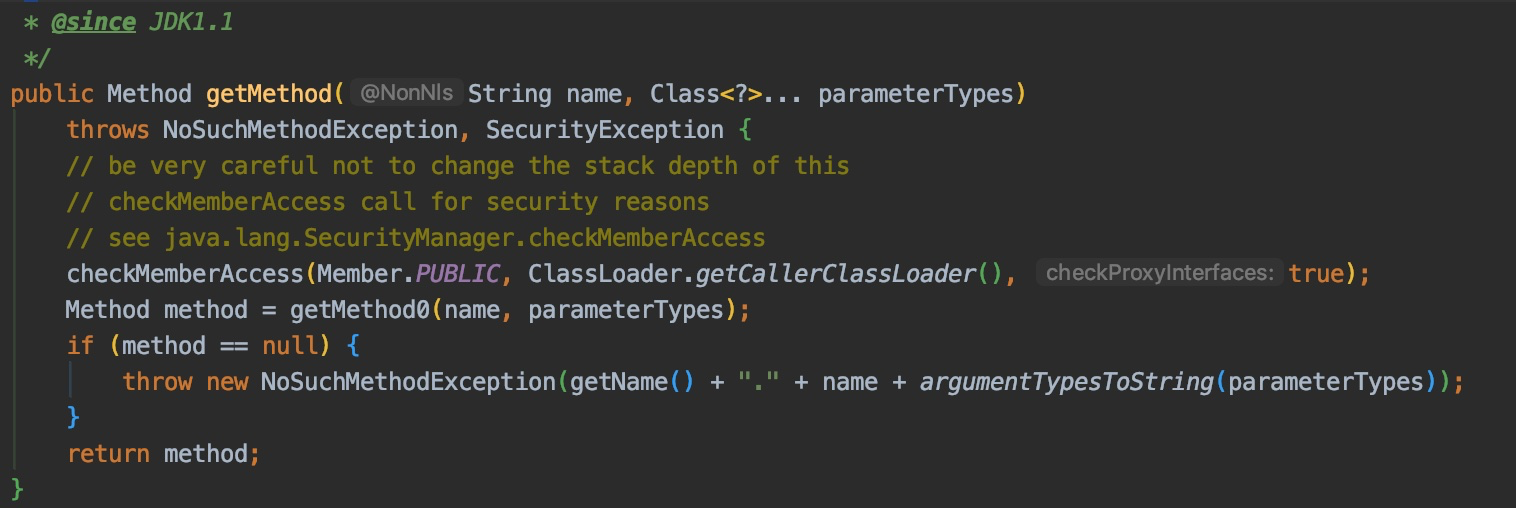 * @since JDK1.1
*/
public Method getMethod( @NonNls String name, Class<?>... parameterTypes)
throws NoSuchMethodException, SecurityException {
// be very careful not to change the stack depth of this
// checkMemberAccess call for security reasons
// see java.lang.SecurityManager.checkMemberAccess
checkMemberAccess(Member.PUBLIC, ClassLoader.getCallerClassLoader(), checkProxyInterfaces: true);
Method method = getMethod0(name, parameterTypes);
if (method == null) {
throw new NoSuchMethodException(getName() + "." + name + argumentTypesToString(parameterTypes));
}
return method;
}